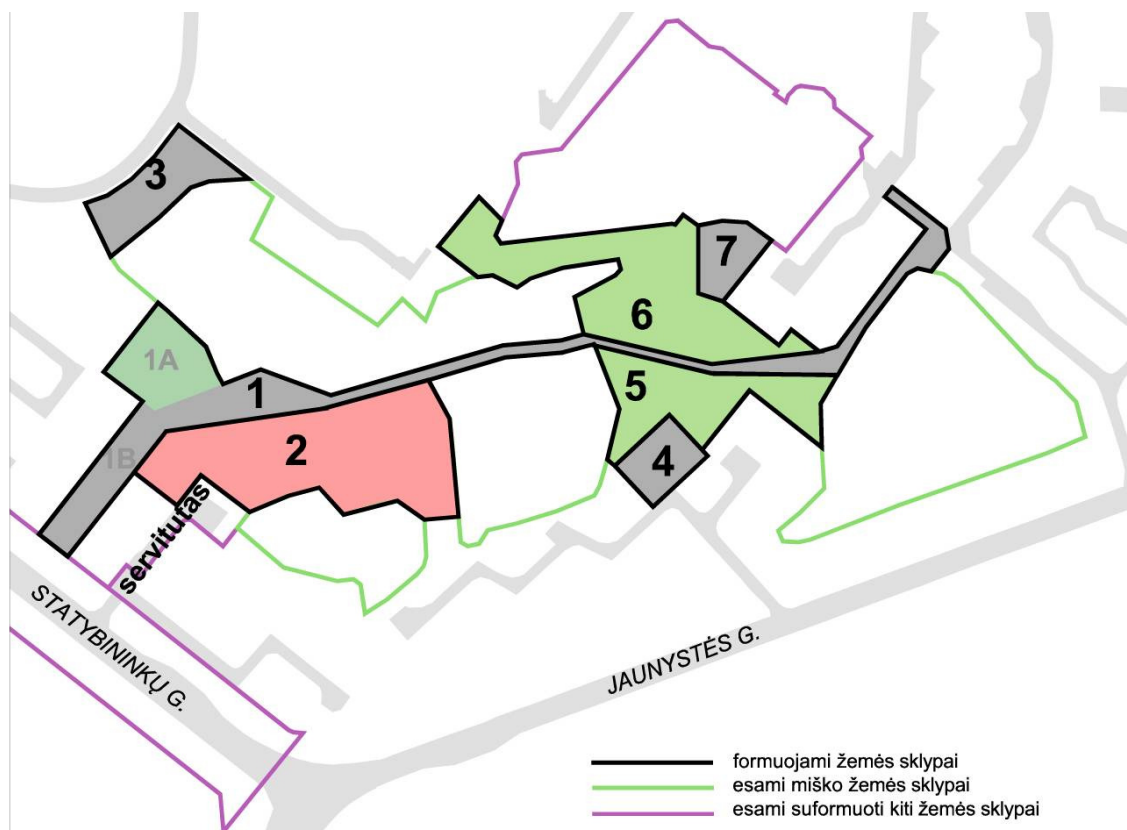 3
7
6
1A
1
5
1B
2
4
servitutas
STATYBININKŲ G.
JAUNYSTĖS G.
formuojami žemės sklypai
esami miško žemės sklypai
esami suformuoti kiti žemės sklypai